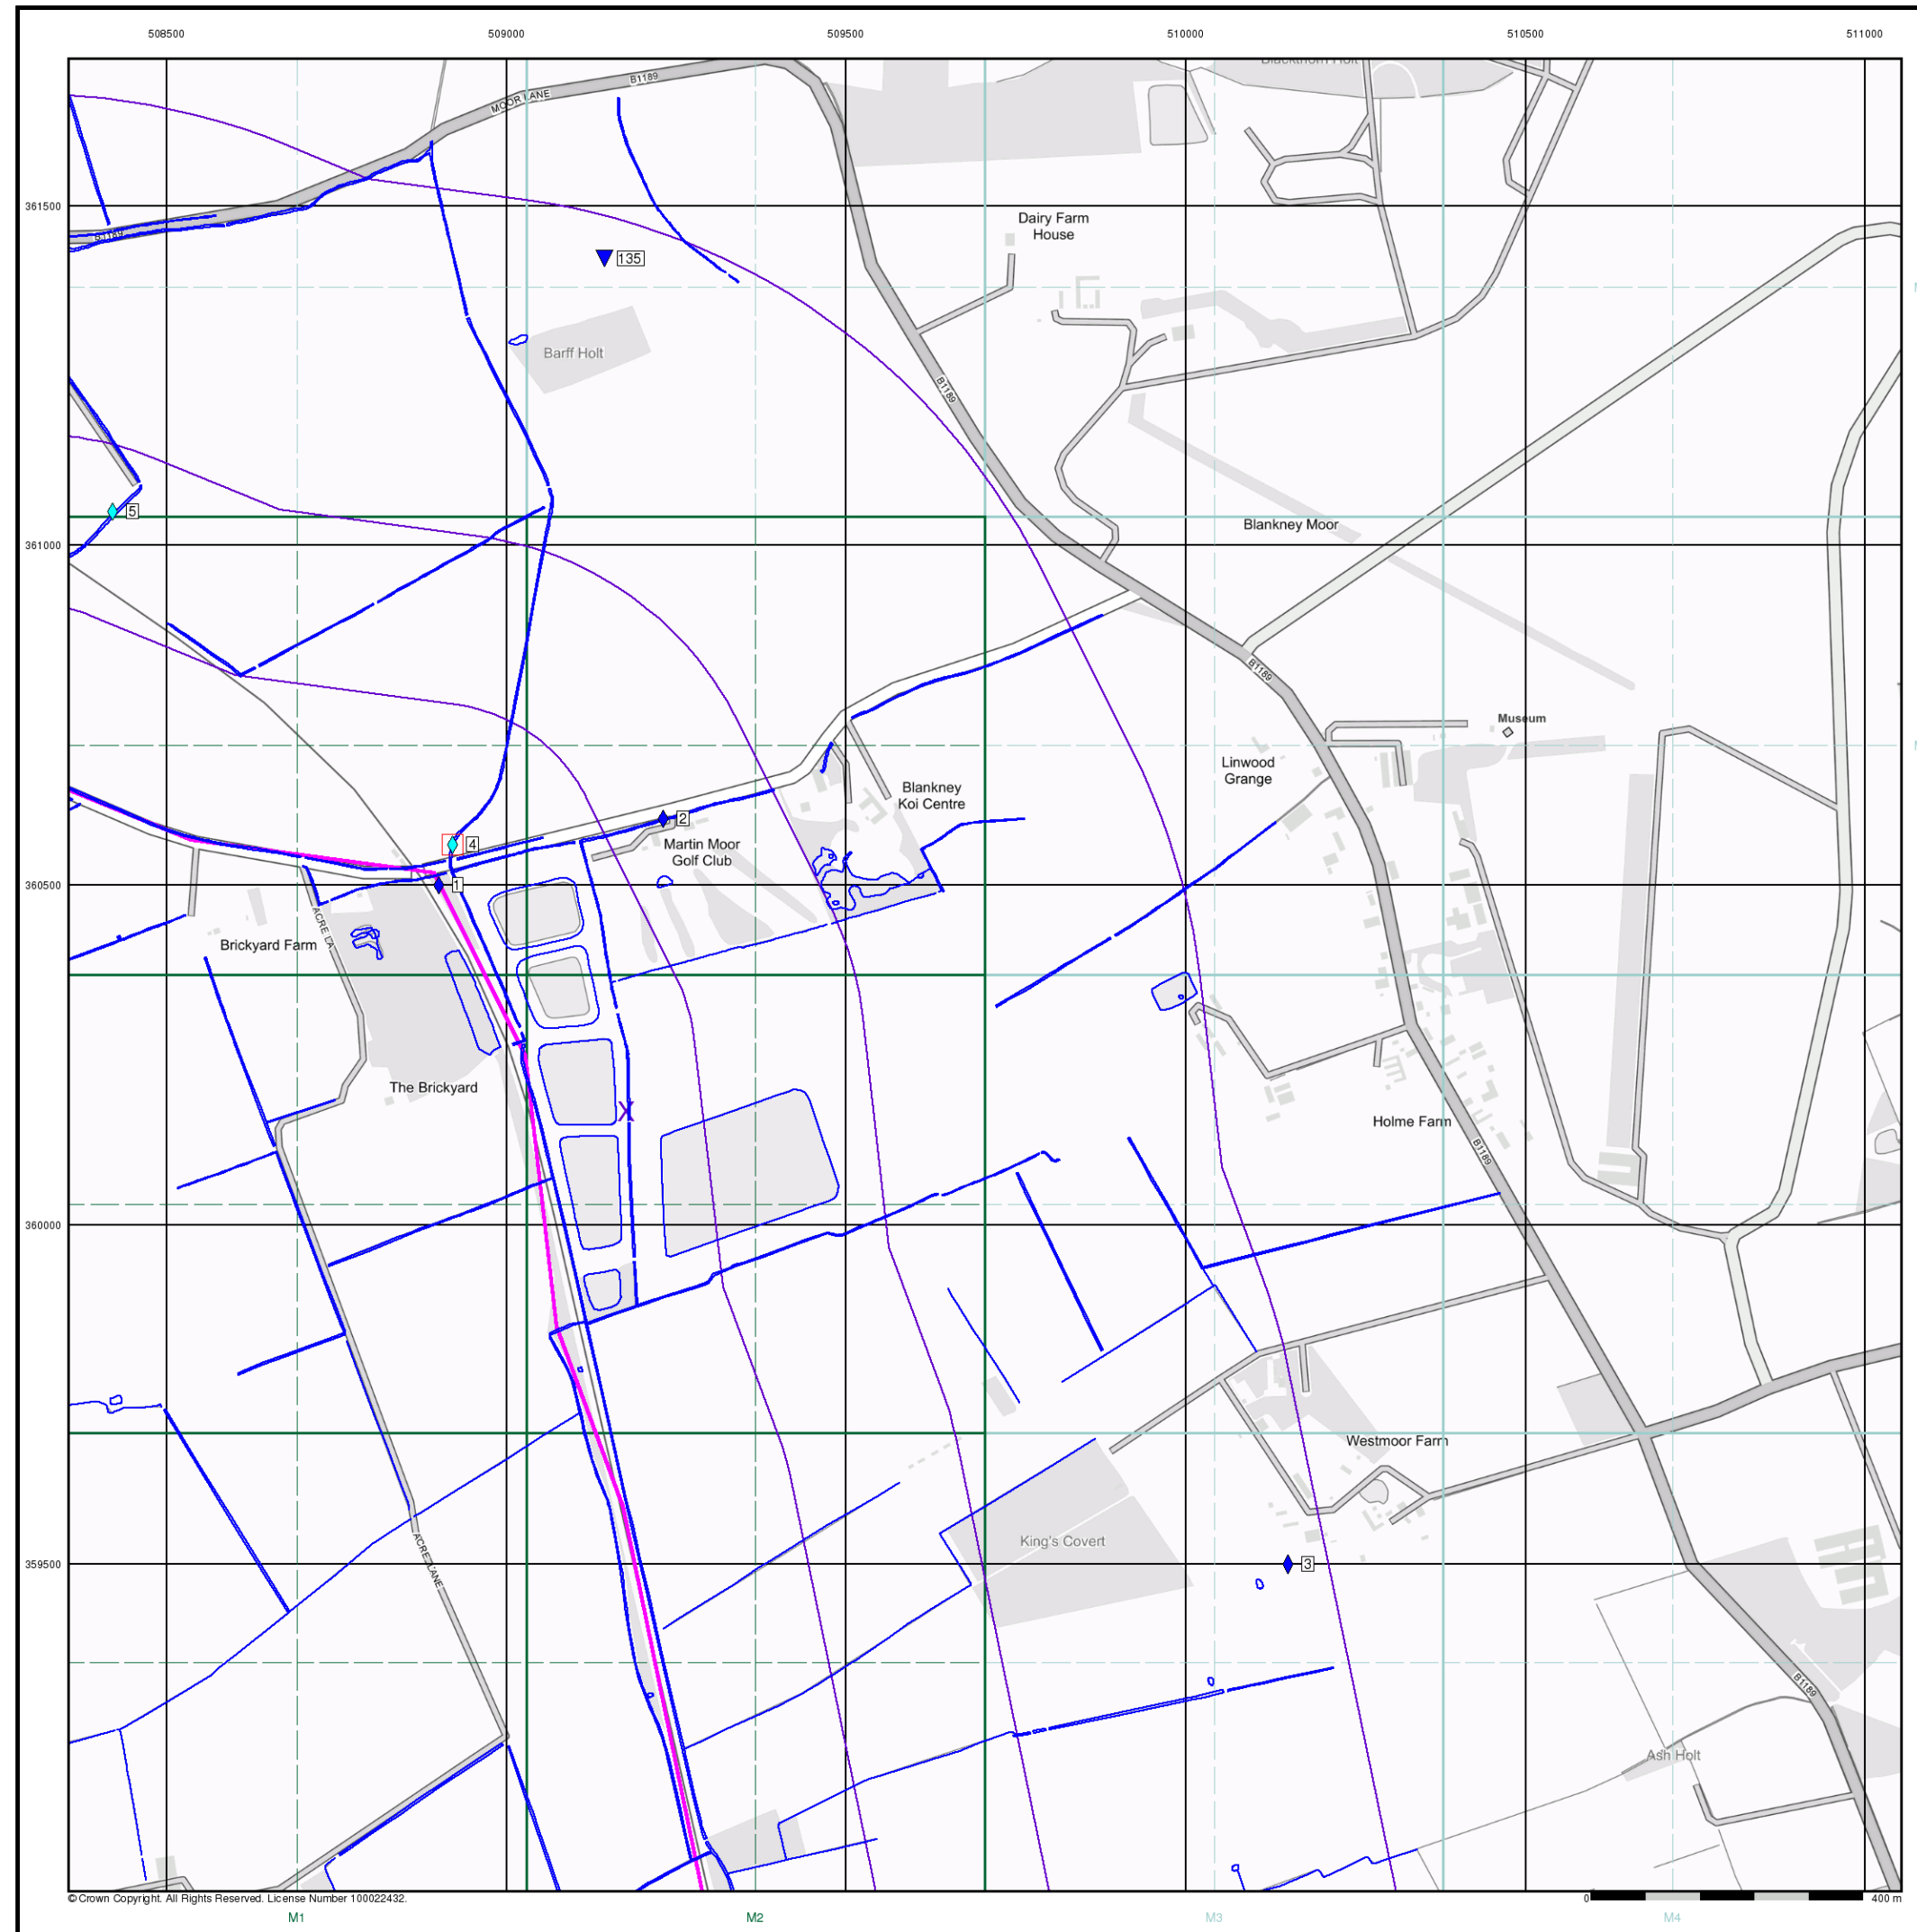 508500 509000 509500 510000 510500 511000
B1189
MOOR LANE
361500
B1189
Dairy Farm
House
135
Barff Holt
B1189
5
Blankney Moor
361000
B1189
Museum
Linwood
Grange
Blankney
Koi Centre
2
4
Martin Moor
Golf Club
360500
1
ACRE LA
Brickyard Farm
The Brickyard
X
Holme Farm
B1189
360000
Westmoor Farm
King's Covert
ACRE LANE
359500
3
B1189
Ash Holt
© Crown Copyright. All Rights Reserved. License Number 100022432.
0 400 m
M1 M2 M3 M4